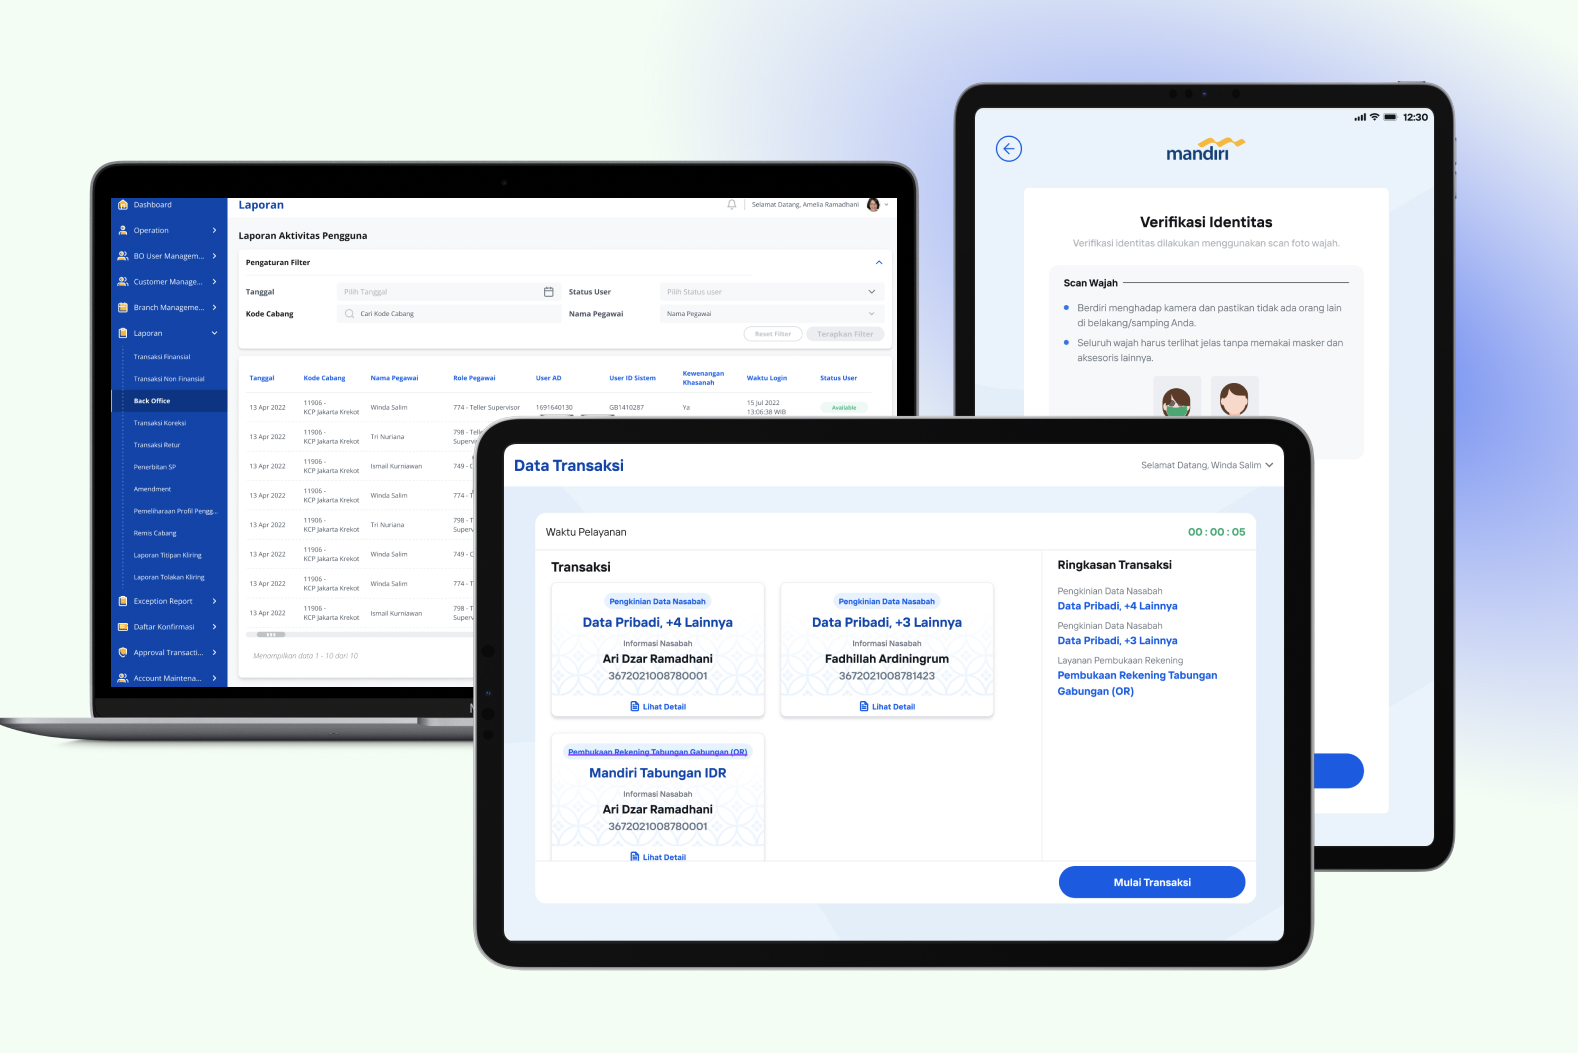 Dashboard
Operation
BO User Managem...
Customer Manage...
Branch Manageme...
Laporan
Transaksi Finansial
Transaksi Non Finansial
Back Office
Transaksi Koreksi
Transaksi Retur
Penerbitan SP
Amendment
Pemeliharaan Profil Pengg...
Remis Cabang
Laporan Titipan Kliring
Laporan Tolakan Kliring
Exception Report
Daftar Konfirmasi
Approval Transacti...
Account Maintena...
Laporan
Selamat Datang, Amelia Ramadhani
Laporan Aktivitas Pengguna
Pengaturan Filter
Tanggal
Pilih Tanggal
Status User
Pilih Status user
Kode Cabang
Cari Kode Cabang
Nama Pegawai
Nama Pegawai
Reset Filter
Terapkan Filter
Tanggal Kode Cabang Nama Pegawai Role Pegawai User AD User ID Sistem Kewenangan Khasanah Waktu Login Status User
13 Apr 2022 11906 - KCP Jakarta Krekot Winda Salim 774 - Teller Supervisor 1691640130 GB1410287 Ya 15 Jul 2022 13:06:38 WIB Available
13 Apr 2022 11906 - KCP Jakarta Krekot Tri Nuriana 798 - Telle Supervi
13 Apr 2022 11906 - KCP Jakarta Krekot Ismail Kurniawan 749 - C
13 Apr 2022 11906 - KCP Jakarta Krekot Winda Salim 774 - T
13 Apr 2022 11906 - KCP Jakarta Krekot Tri Nuriana 798 - T Superv
13 Apr 2022 11906 - KCP Jakarta Krekot Winda Salim 749 - C
13 Apr 2022 11906 - KCP Jakarta Krekot Winda Salim 774 - T
13 Apr 2022 11906 - KCP Jakarta Krekot Ismail Kurniawan 798 - T Superv
Menampilkan data 1 - 10 dari 10
12:30
mandiri
Verifikasi Identitas
Verifikasi identitas dilakukan menggunakan scan foto wajah.
Scan Wajah
Berdiri menghadap kamera dan pastikan tidak ada orang lain
di belakang/samping Anda.
Seluruh wajah harus terlihat jelas tanpa memakai masker dan
aksesoris lainnya.
Data Transaksi
Selamat Datang, Winda Salim
Waktu Pelayanan
00 : 00 : 05
Transaksi
Pengkinian Data Nasabah
Data Pribadi, +4 Lainnya
Informasi Nasabah
Ari Dzar Ramadhani
3672021008780001
Lihat Detail
Pengkinian Data Nasabah
Data Pribadi, +3 Lainnya
Informasi Nasabah
Fadhillah Ardiningrum
3672021008781423
Lihat Detail
Pembukaan Rekening Tabungan Gabungan (OR)
Mandiri Tabungan IDR
Informasi Nasabah
Ari Dzar Ramadhani
3672021008780001
Lihat Detail
Ringkasan Transaksi
Pengkinian Data Nasabah
Data Pribadi, +4 Lainnya
Pengkinian Data Nasabah
Data Pribadi, +3 Lainnya
Layanan Pembukaan Rekening
Pembukaan Rekening Tabungan
Gabungan (OR)
Mulai Transaksi